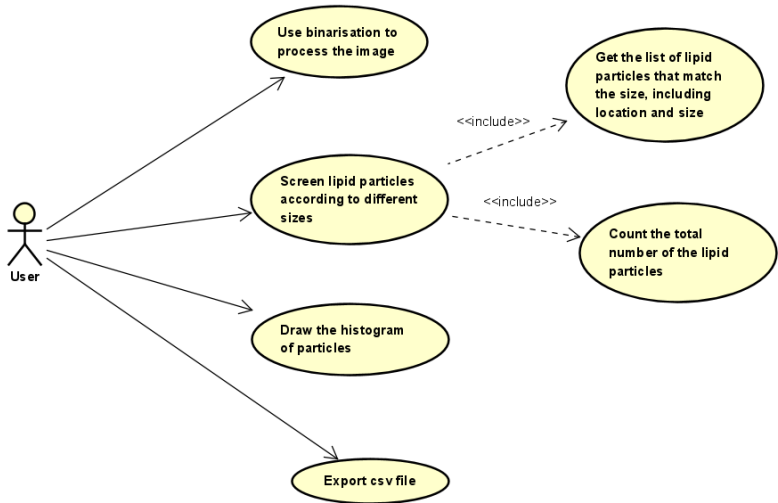 Use binarisation to
process the image
Get the list of lipid
particles that match
the size, including
location and size
<<include>>
Screen lipid particles
according to different
sizes
<<include>>
Count the total
number of the lipid
particles
User
Draw the histogram
of particles
Export csv file